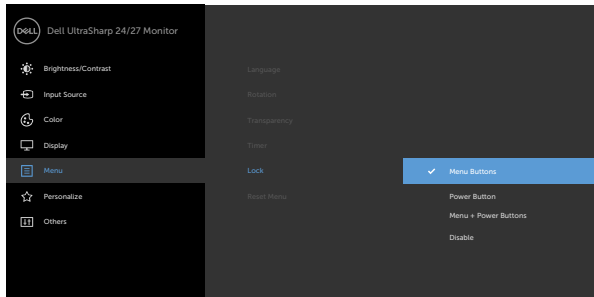 DELL
Dell UltraSharp 24/27 Monitor
Brightness/Contrast
Input Source
Color
Display
Menu
Personalize
Others
Language
Rotation
Transparency
Timer
Lock
Reset Menu
Menu Buttons
Power Button
Menu + Power Buttons
Disable